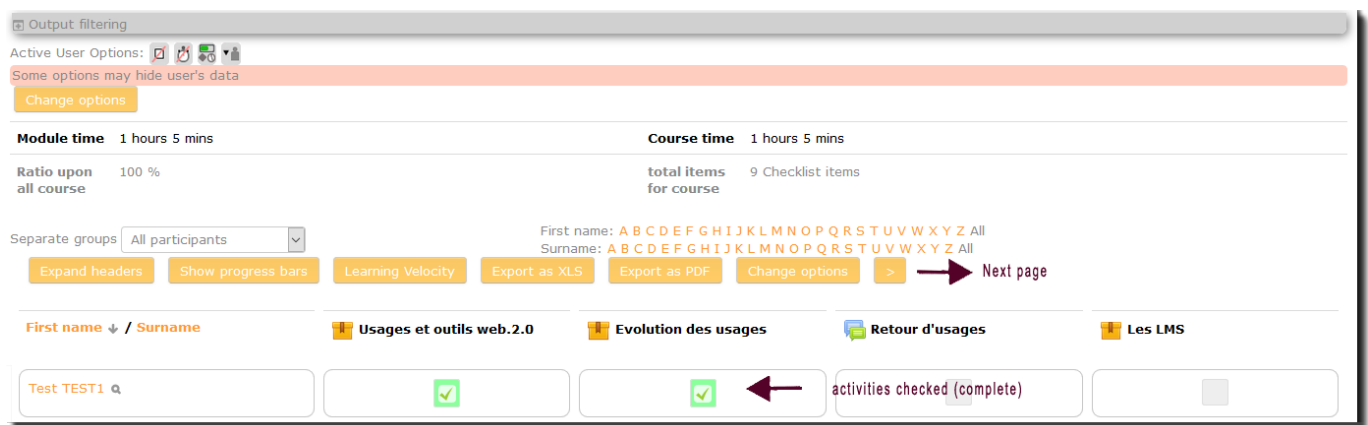 Output filtering
Active User Options:
Some options may hide user's data
Change options
Module time 1 hours 5 mins Course time 1 hours 5 mins
Ratio upon 100 % total items 9 Checklist items
all course for course
First name: A B C D E F G H I J K L M N O P Q R S T U V W X Y Z All
Separate groups All participants
Surname: A B C D E F G H I J K L M N O P Q R S T U V W X Y Z All
Expand headers Show progress bars Learning Velocity Export as XLS Export as PDF Change options > Next page
First name / Surname Usages et outils web.2.0 Evolution des usages Retour d'usages Les LMS
Test TEST1 activities checked (complete)